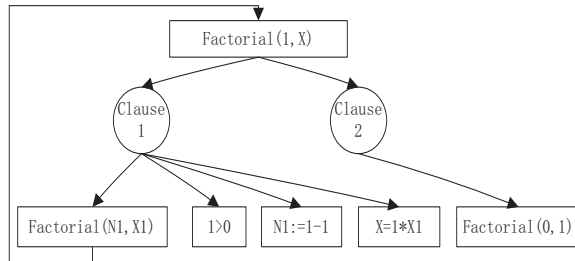 Factorial(1,X)
Clause
1
Clause
2
Factorial(N1,X1)
1>0
N1:=1-1
X=1*X1
Factorial(0,1)